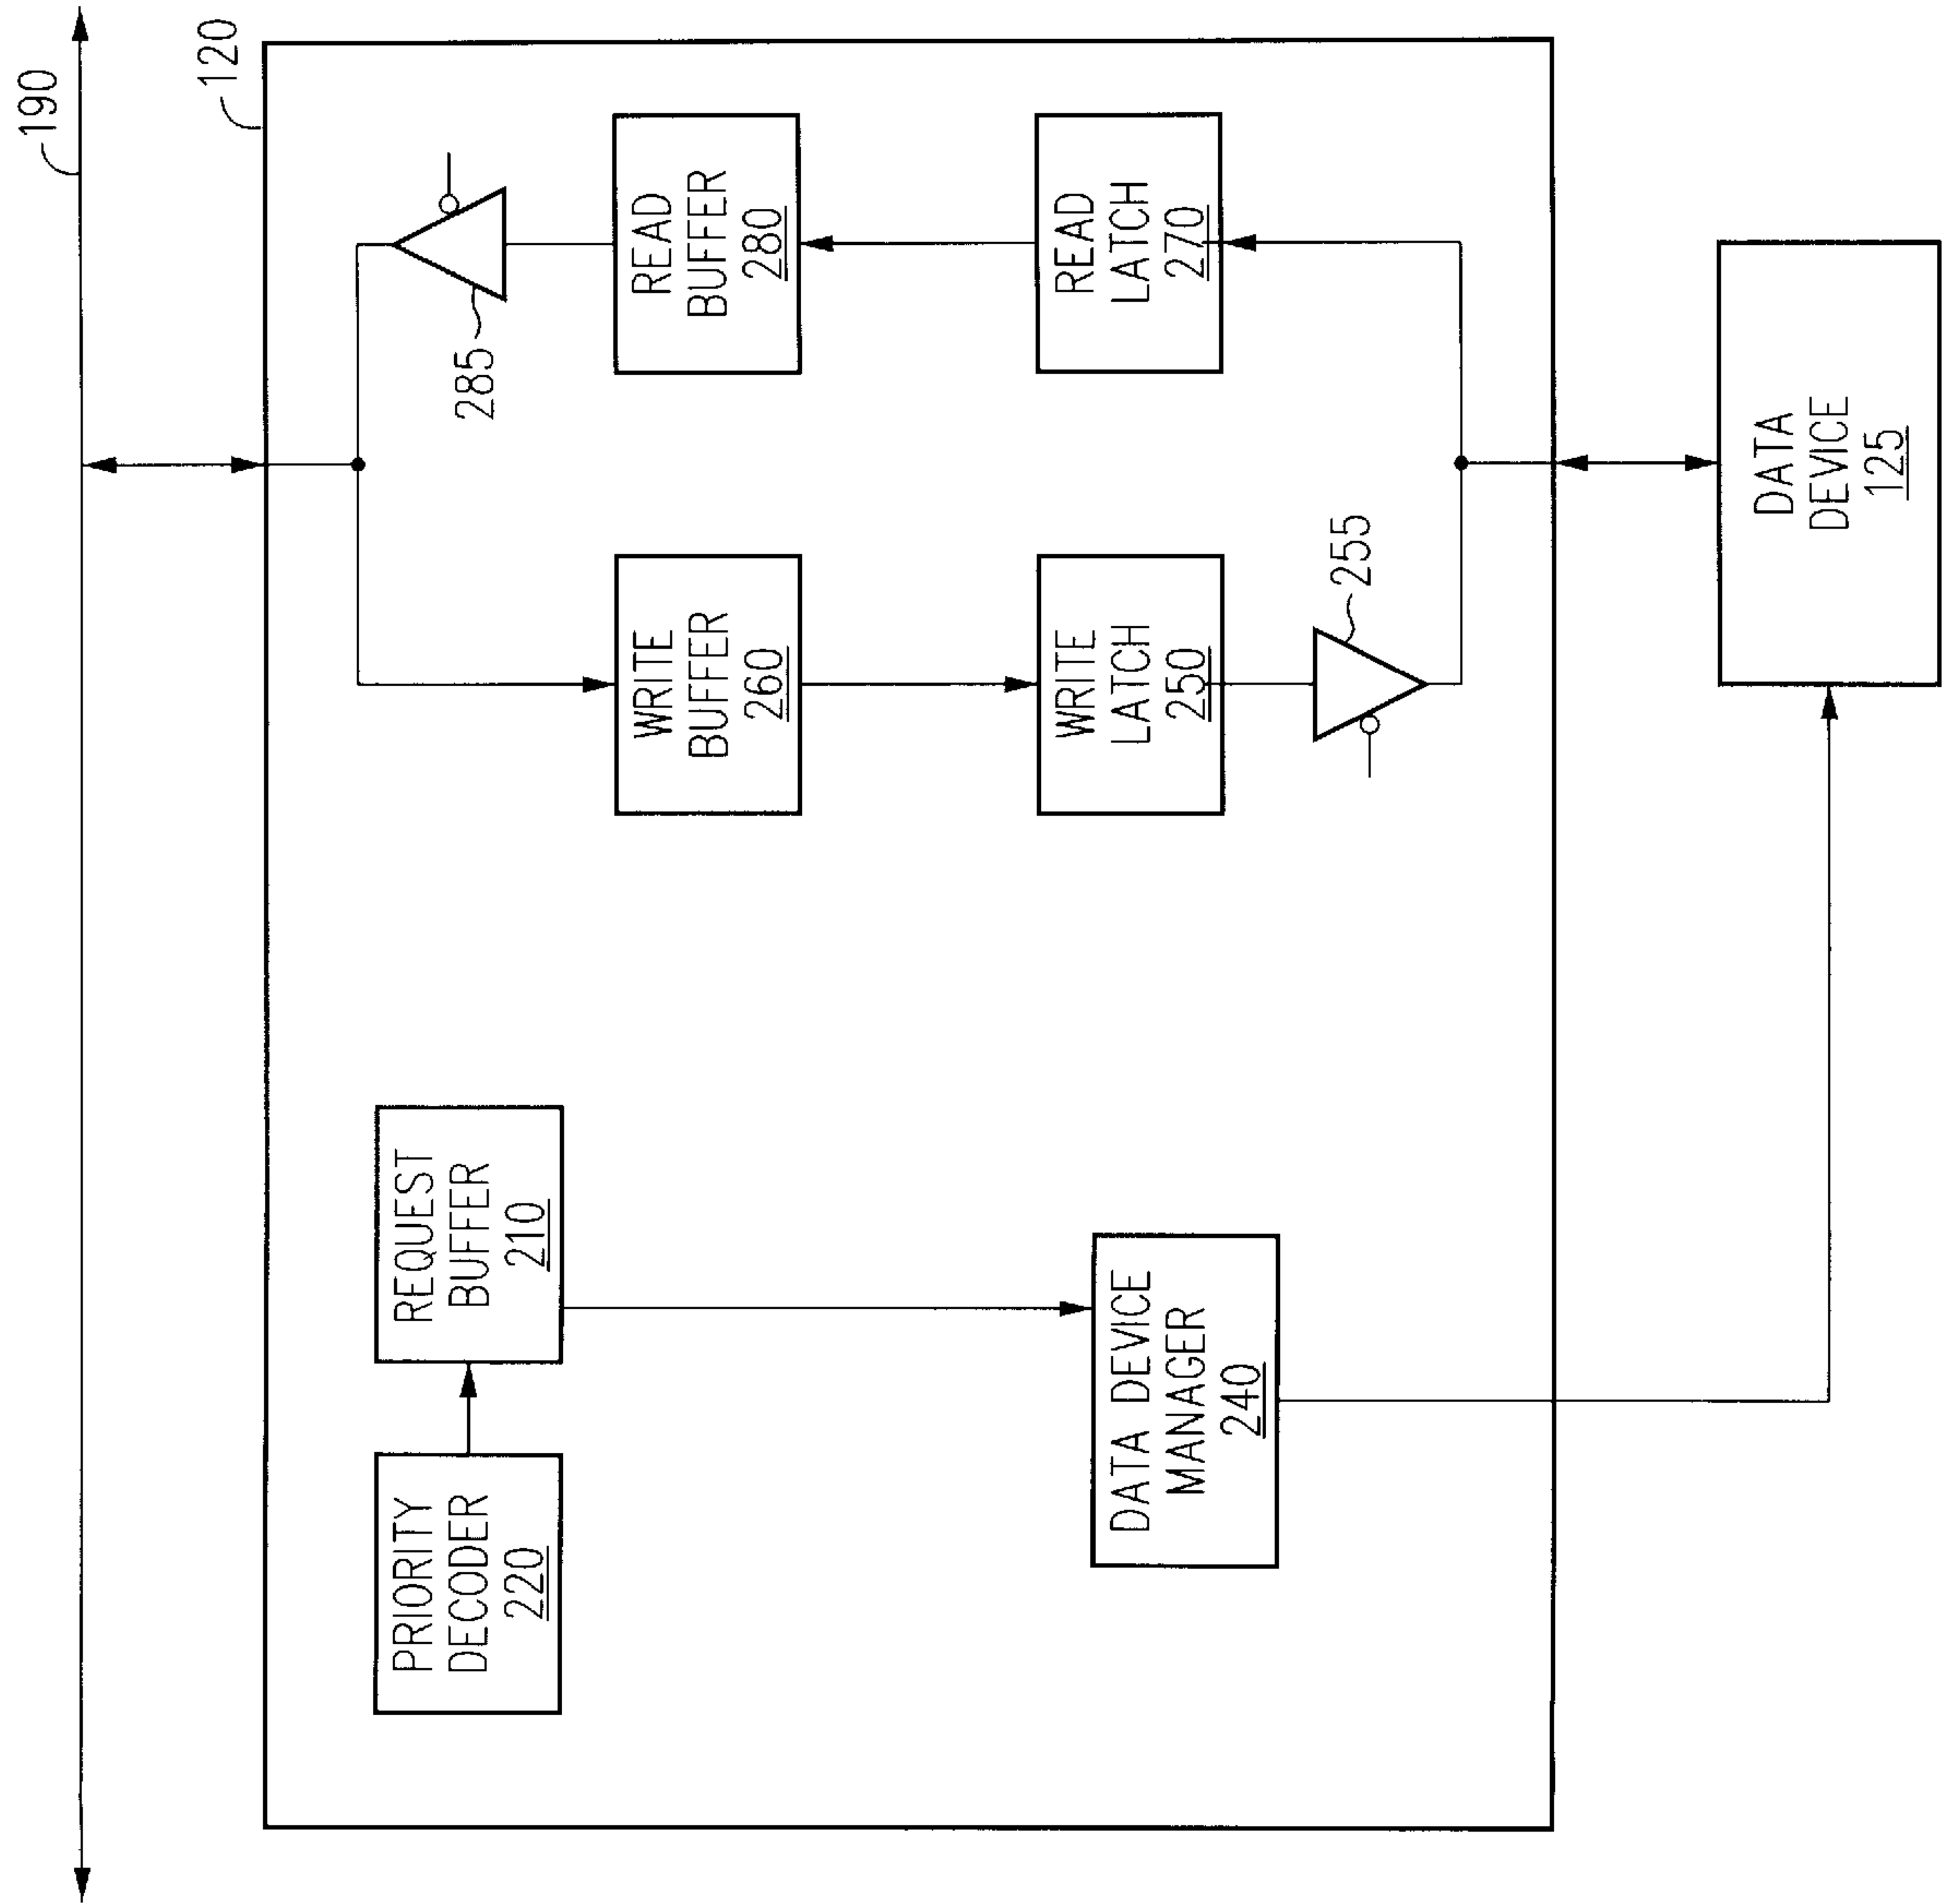 190
120
PRIORITY
DECODER
220
REQUEST
BUFFER
210
WRITE
BUFFER
260
285
READ
BUFFER
280
DATA DEVICE
MANAGER
240
WRITE
LATCH
250
READ
LATCH
270
255
DATA
DEVICE
125